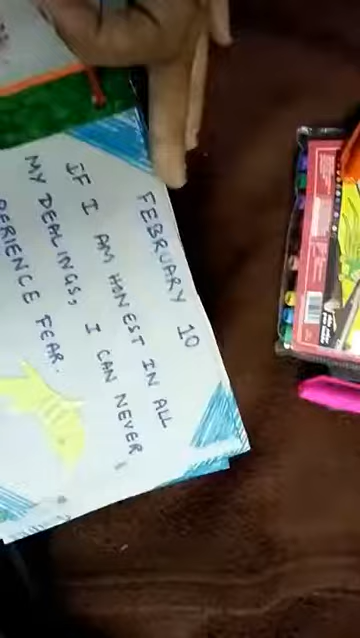 FEBRUARY 10
IF I AM HONEST IN ALL
MY DEALINGS, I CAN NEVER
FEAR.